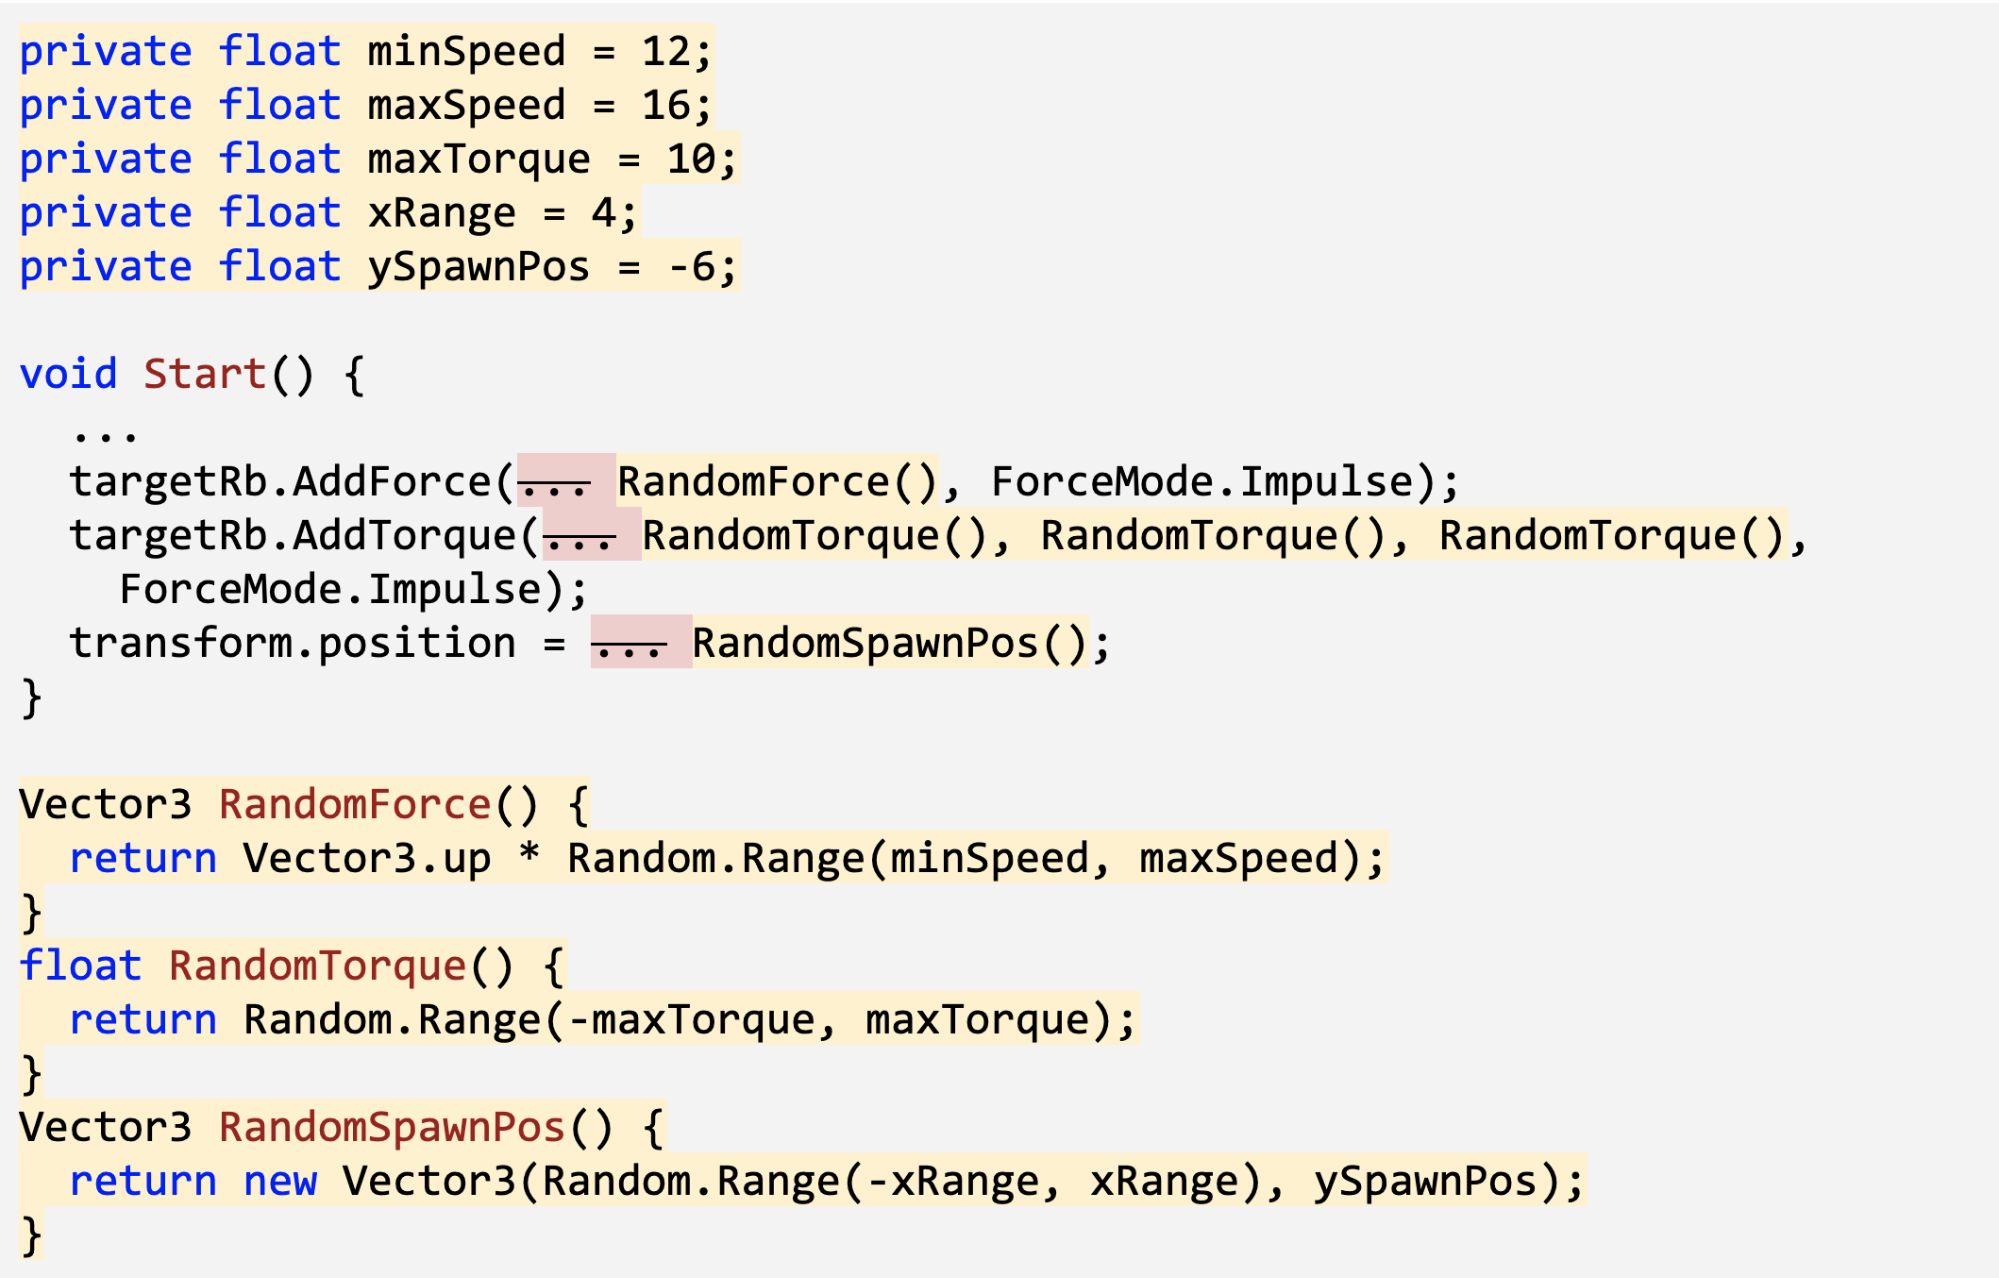 private float minSpeed = 12;
private float maxSpeed = 16;
private float maxTorque = 10;
private float xRange = 4;
private float ySpawnPos = -6;
void Start() {
...
targetRb.AddForce(... RandomForce(), ForceMode.Impulse);
targetRb.AddTorque(... RandomTorque(), RandomTorque(), RandomTorque(),
ForceMode.Impulse);
transform.position = ... RandomSpawnPos();
}
Vector3 RandomForce() {
return Vector3.up * Random.Range(minSpeed, maxSpeed);
}
float RandomTorque() {
return Random.Range(-maxTorque, maxTorque);
}
Vector3 RandomSpawnPos() {
return new Vector3(Random.Range(-xRange, xRange), ySpawnPos);
}